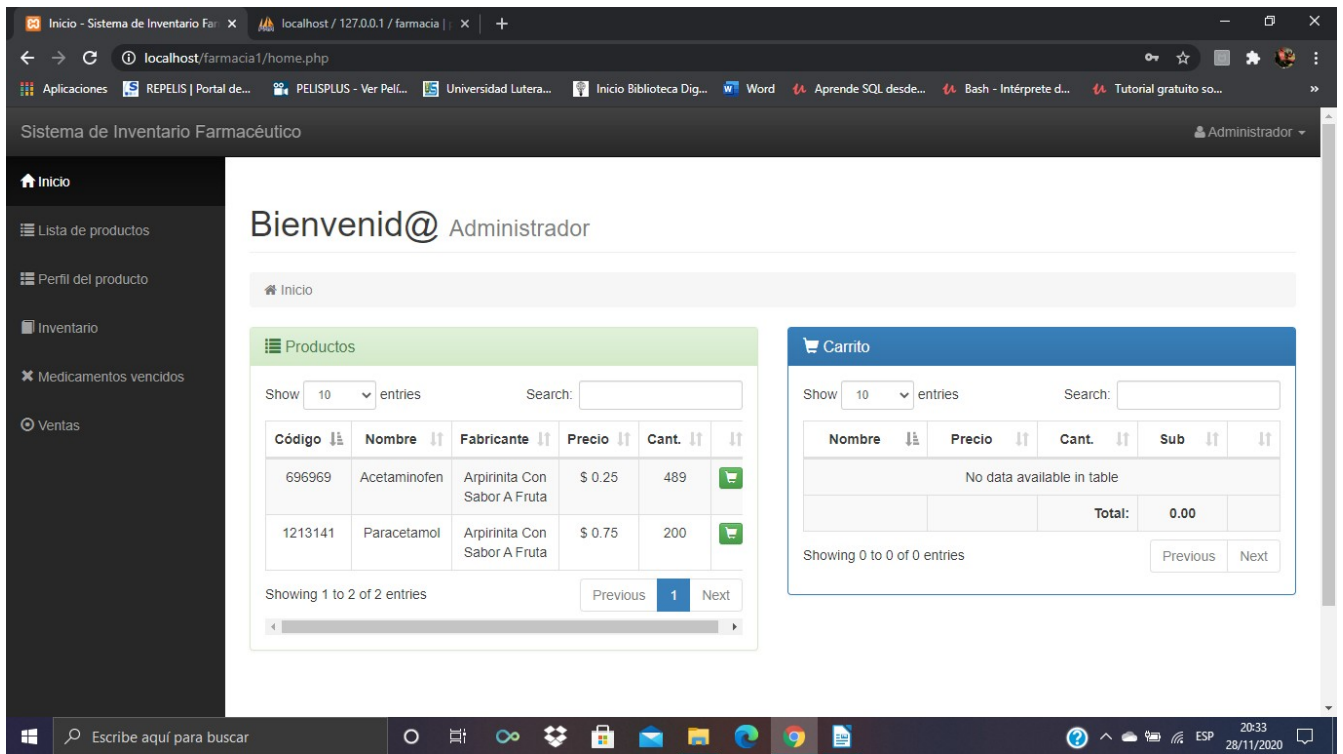 Inicio - Sistema de Inventario Far
localhost / 127.0.0.1 / farmacia |
localhost/farmacia1/home.php
Aplicaciones
REPELIS | Portal de...
PELISPLUS - Ver Pelí...
Universidad Lutera...
Inicio Biblioteca Dig...
Word
Aprende SQL desde...
Bash - Intérprete d...
Tutorial gratuito so...
Sistema de Inventario Farmacéutico
Administrador
Inicio
Lista de productos
Perfil del producto
Inventario
Medicamentos vencidos
Ventas
Bienvenid@ Administrador
Inicio
Productos
Show 10 entries Search:
Código Nombre Fabricante Precio Cant.
696969 Acetaminofen Arpirinita Con Sabor A Fruta $ 0.25 489
1213141 Paracetamol Arpirinita Con Sabor A Fruta $ 0.75 200
Showing 1 to 2 of 2 entries Previous 1 Next
Carrito
Show 10 entries Search:
Nombre Precio Cant. Sub
No data available in table
Total: 0.00
Showing 0 to 0 of 0 entries Previous Next
Escribe aquí para buscar
ESP
20:33
28/11/2020